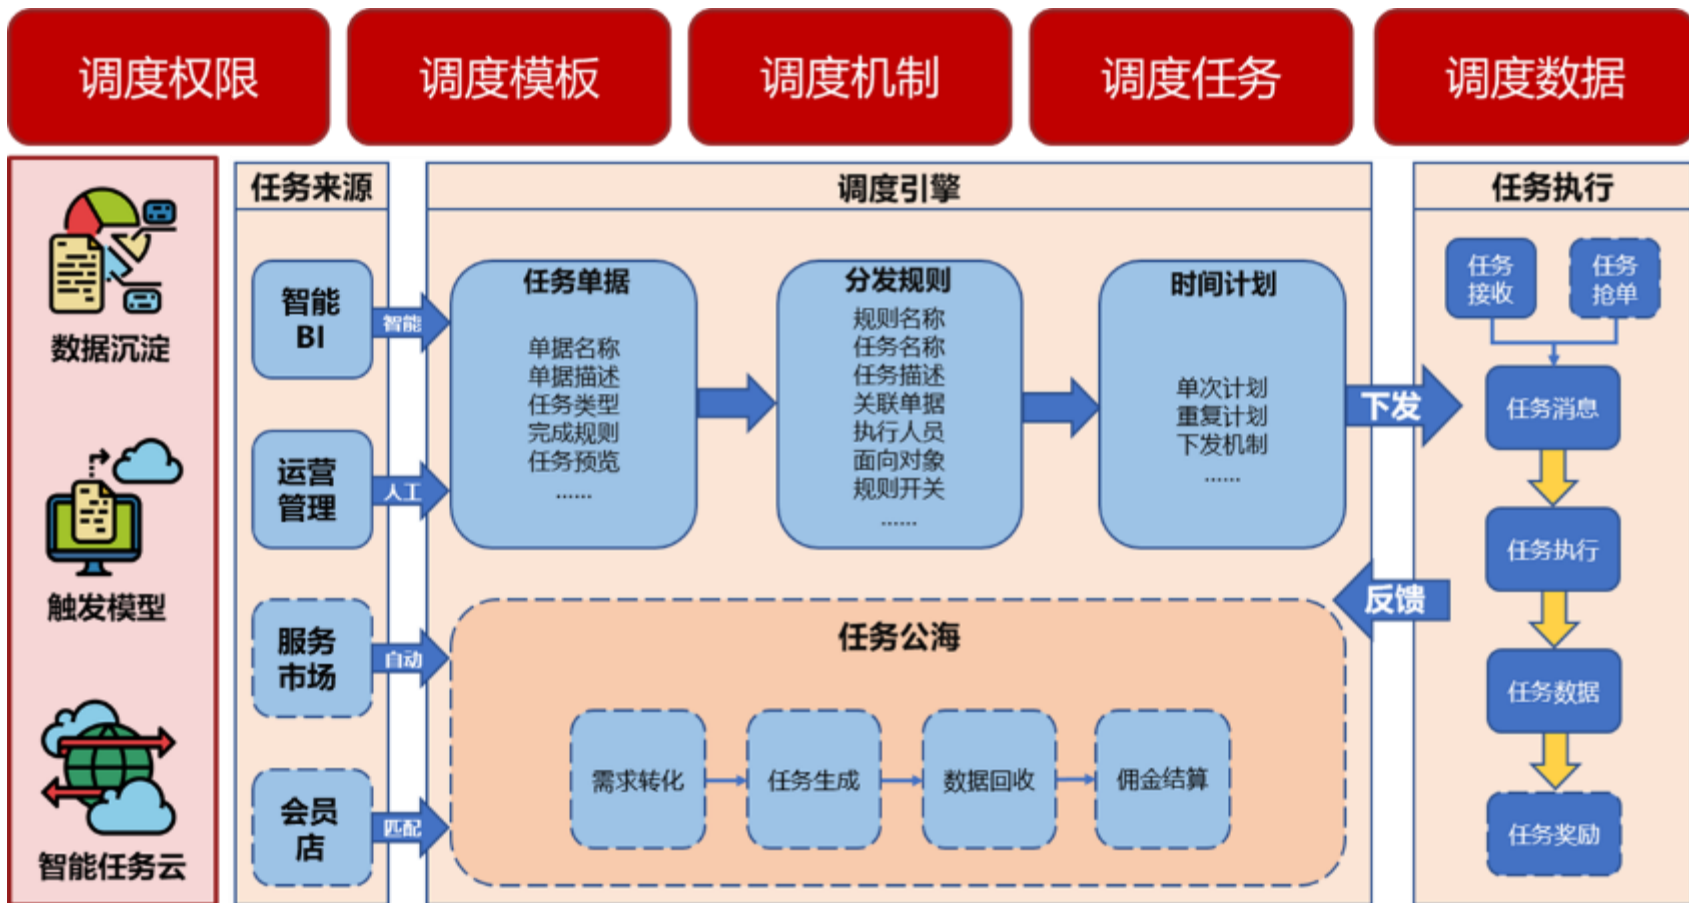 调度权限
调度模板
调度机制
调度任务
调度数据
数据沉淀
触发模型
智能任务云
任务来源
智能
BI
运营
管理
服务
市场
会员
店
智能
人工
自动
匹配
调度引擎
任务单据
单据名称
单据描述
任务类型
完成规则
任务预览
......
分发规则
规则名称
任务名称
任务描述
关联单据
执行人员
面向对象
规则开关
......
时间计划
单次计划
重复计划
下发机制
......
任务公海
需求转化
任务生成
数据回收
佣金结算
下发
反馈
任务执行
任务
接收
任务
抢单
任务消息
任务执行
任务数据
任务奖励